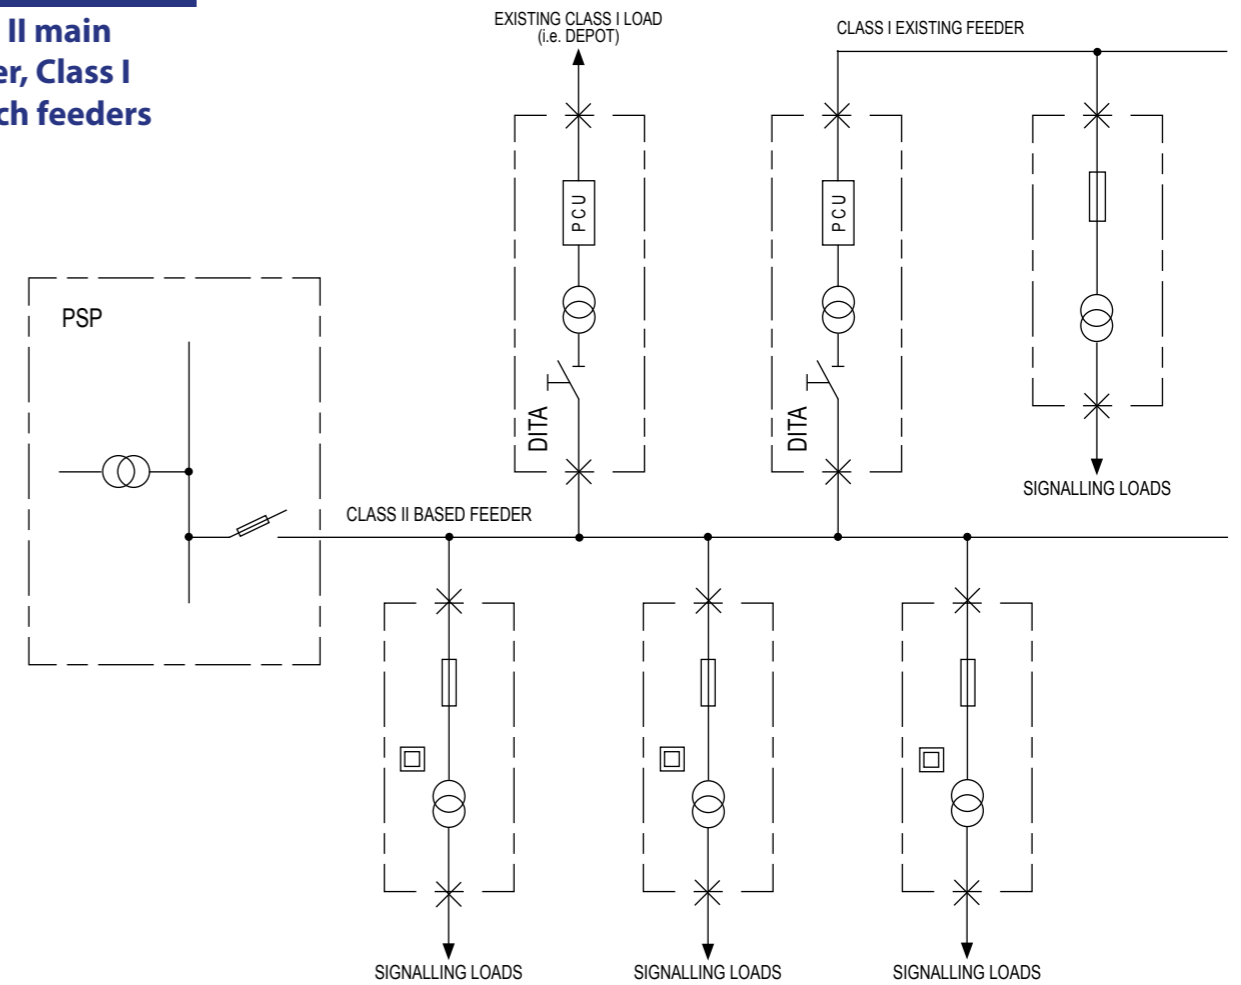 II main
er, Class I
ch feeders
EXISTING CLASS I LOAD
(i.e. DEPOT)
CLASS I EXISTING FEEDER
PCU
PCU
PSP
DITA
DITA
SIGNALLING LOADS
CLASS II BASED FEEDER
SIGNALLING LOADS
SIGNALLING LOADS
SIGNALLING LOADS